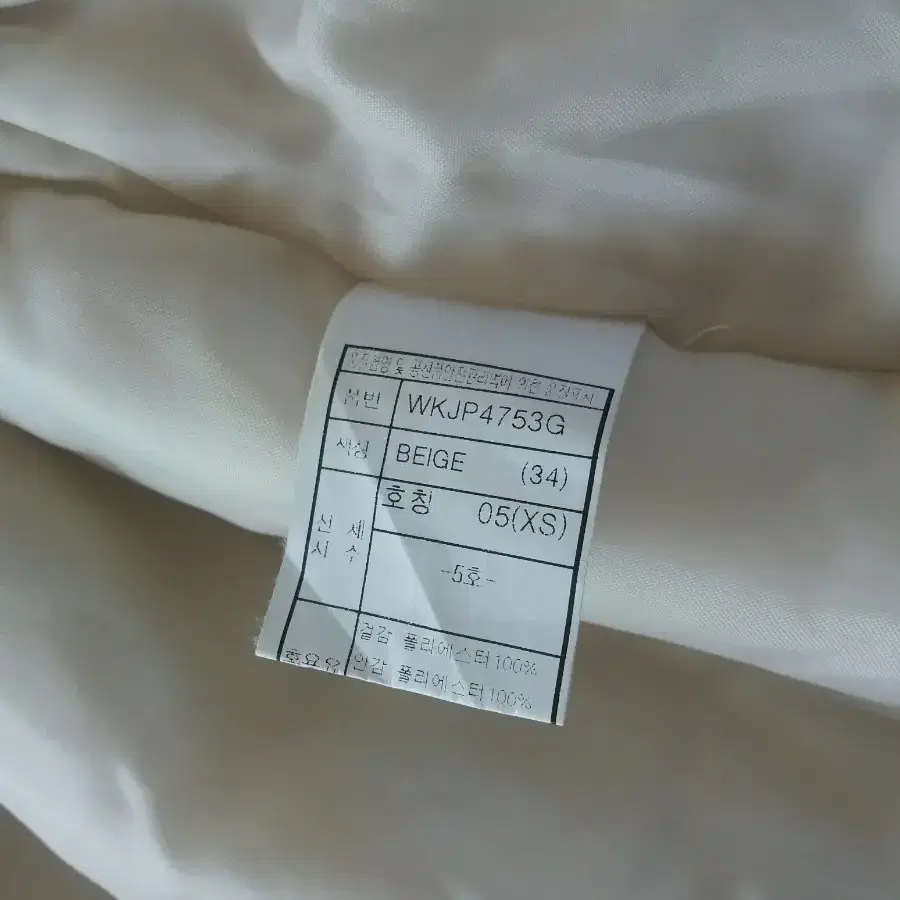 품번 WKJP4753G
색상 BEIGE (34)
호칭 05(XS)
신 체
치 수
-5호-
겉감 폴리에스터100%
안감 폴리에스터100%